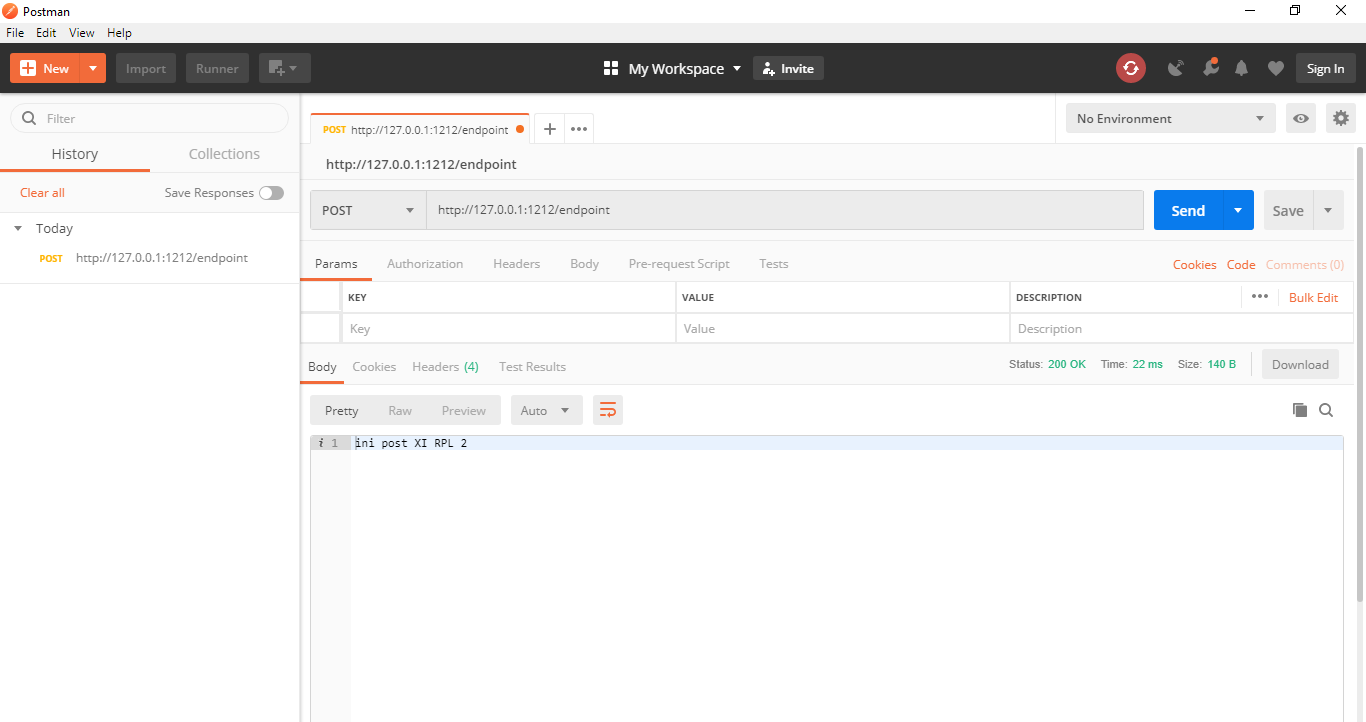 Postman
File Edit View Help
New Import Runner My Workspace Invite Sign In
Filter
History Collections
Clear all Save Responses
Today
POST http://127.0.0.1:1212/endpoint
POST http://127.0.0.1:1212/endpoint
No Environment
http://127.0.0.1:1212/endpoint
POST http://127.0.0.1:1212/endpoint Send Save
Params Authorization Headers Body Pre-request Script Tests Cookies Code Comments (0)
KEY VALUE DESCRIPTION Bulk Edit
Key Value Description
Body Cookies Headers (4) Test Results Status: 200 OK Time: 22 ms Size: 140 B Download
Pretty Raw Preview Auto
i 1 ini post XI RPL 2